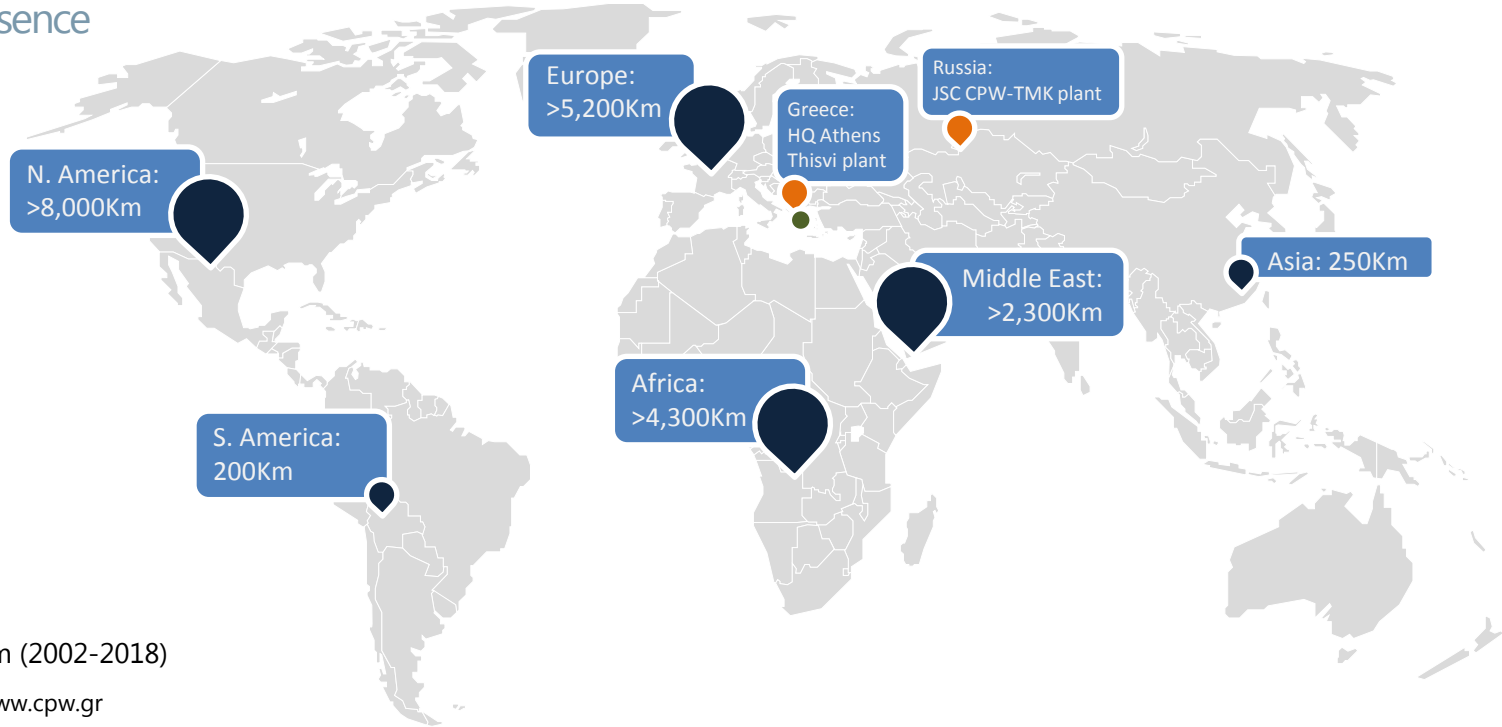 sence
Europe:
>5,200Km
Russia:
JSC CPW-TMK plant
Greece:
HQ Athens
Thisvi plant
N. America:
>8,000Km
Asia: 250Km
Middle East:
>2,300Km
Africa:
>4,300Km
S. America:
200Km
m (2002-2018)
ww.cpw.gr